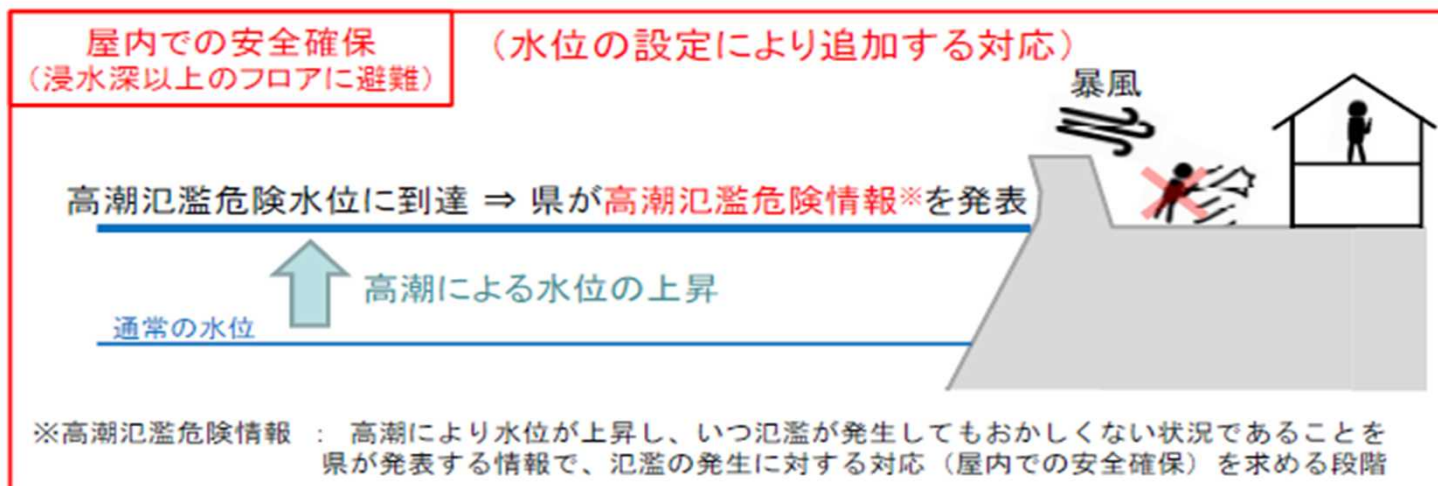 屋内での安全確保
（浸水深以上のフロアに避難）
（水位の設定により追加する対応）
暴風
高潮氾濫危険水位に到達 ⇒ 県が高潮氾濫危険情報※を発表
高潮による水位の上昇
通常の水位
※高潮氾濫危険情報 ： 高潮により水位が上昇し、いつ氾濫が発生してもおかしくない状況であることを
県が発表する情報で、氾濫の発生に対する対応（屋内での安全確保）を求める段階